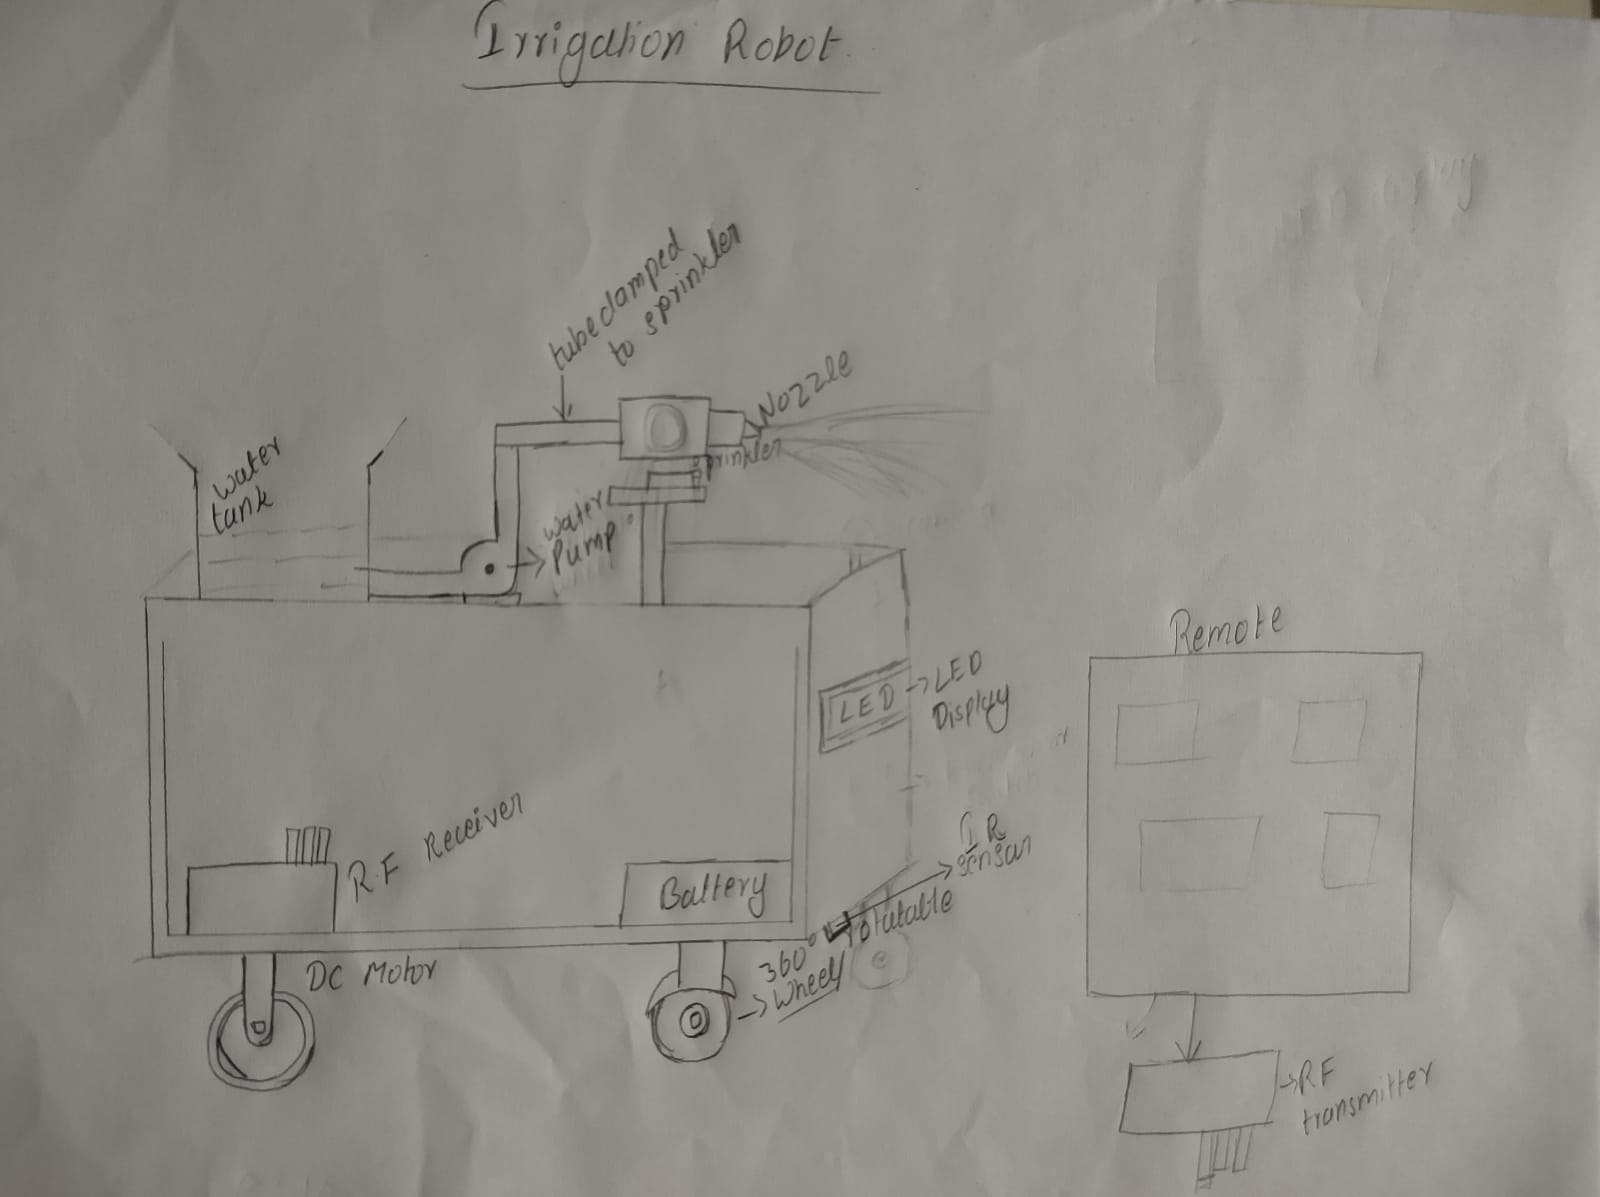 Irrigation Robot
tube clamped
to sprinkler
Nozzle
sprinkler
water
tank
water
Pump
LED
LED
Display
Remote
R.F Receiver
Battery
IR
sensor
360° rotatable
wheel
DC Motor
RF
transmitter